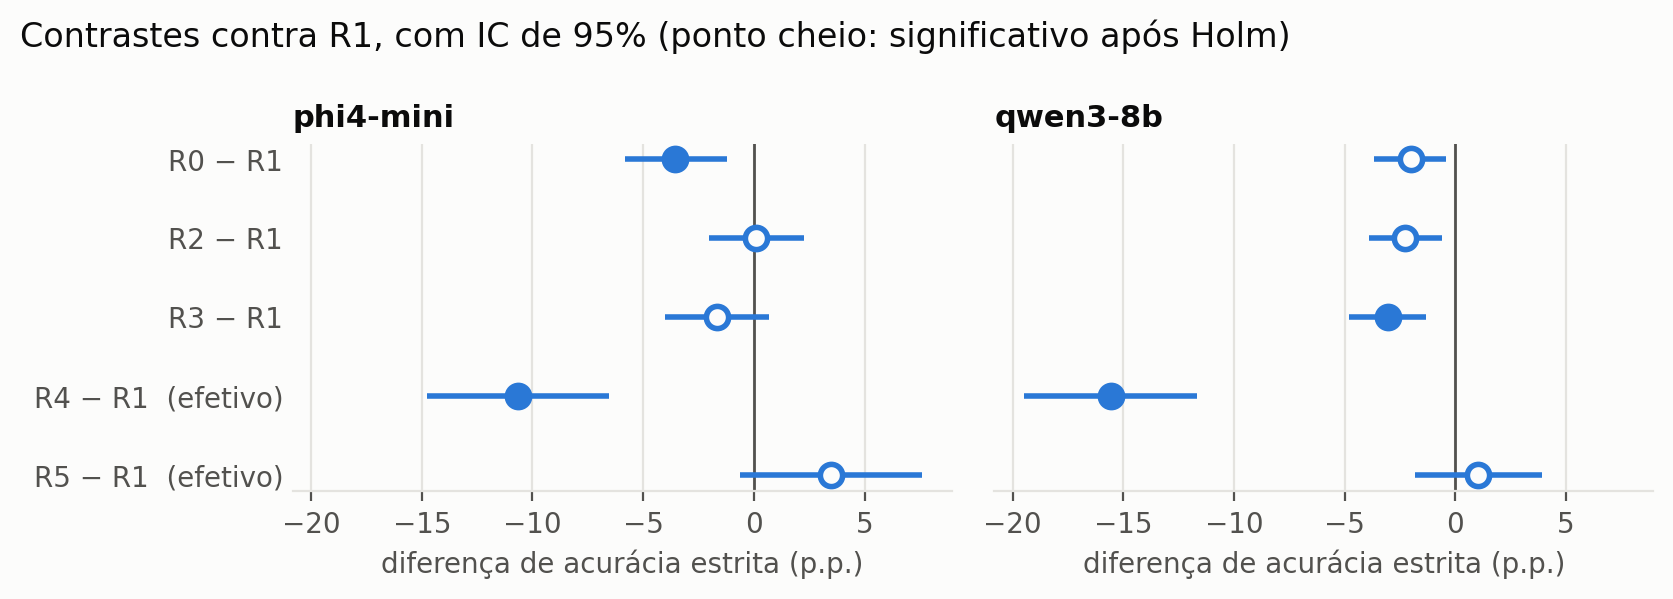 Contrastes contra R1, com IC de 95% (ponto cheio: significativo após Holm)
phi4-mini
qwen3-8b
R0 − R1
R2 − R1
R3 − R1
R4 − R1 (efetivo)
R5 − R1 (efetivo)
−20 −15 −10 −5 0 5
−20 −15 −10 −5 0 5
diferença de acurácia estrita (p.p.)
diferença de acurácia estrita (p.p.)